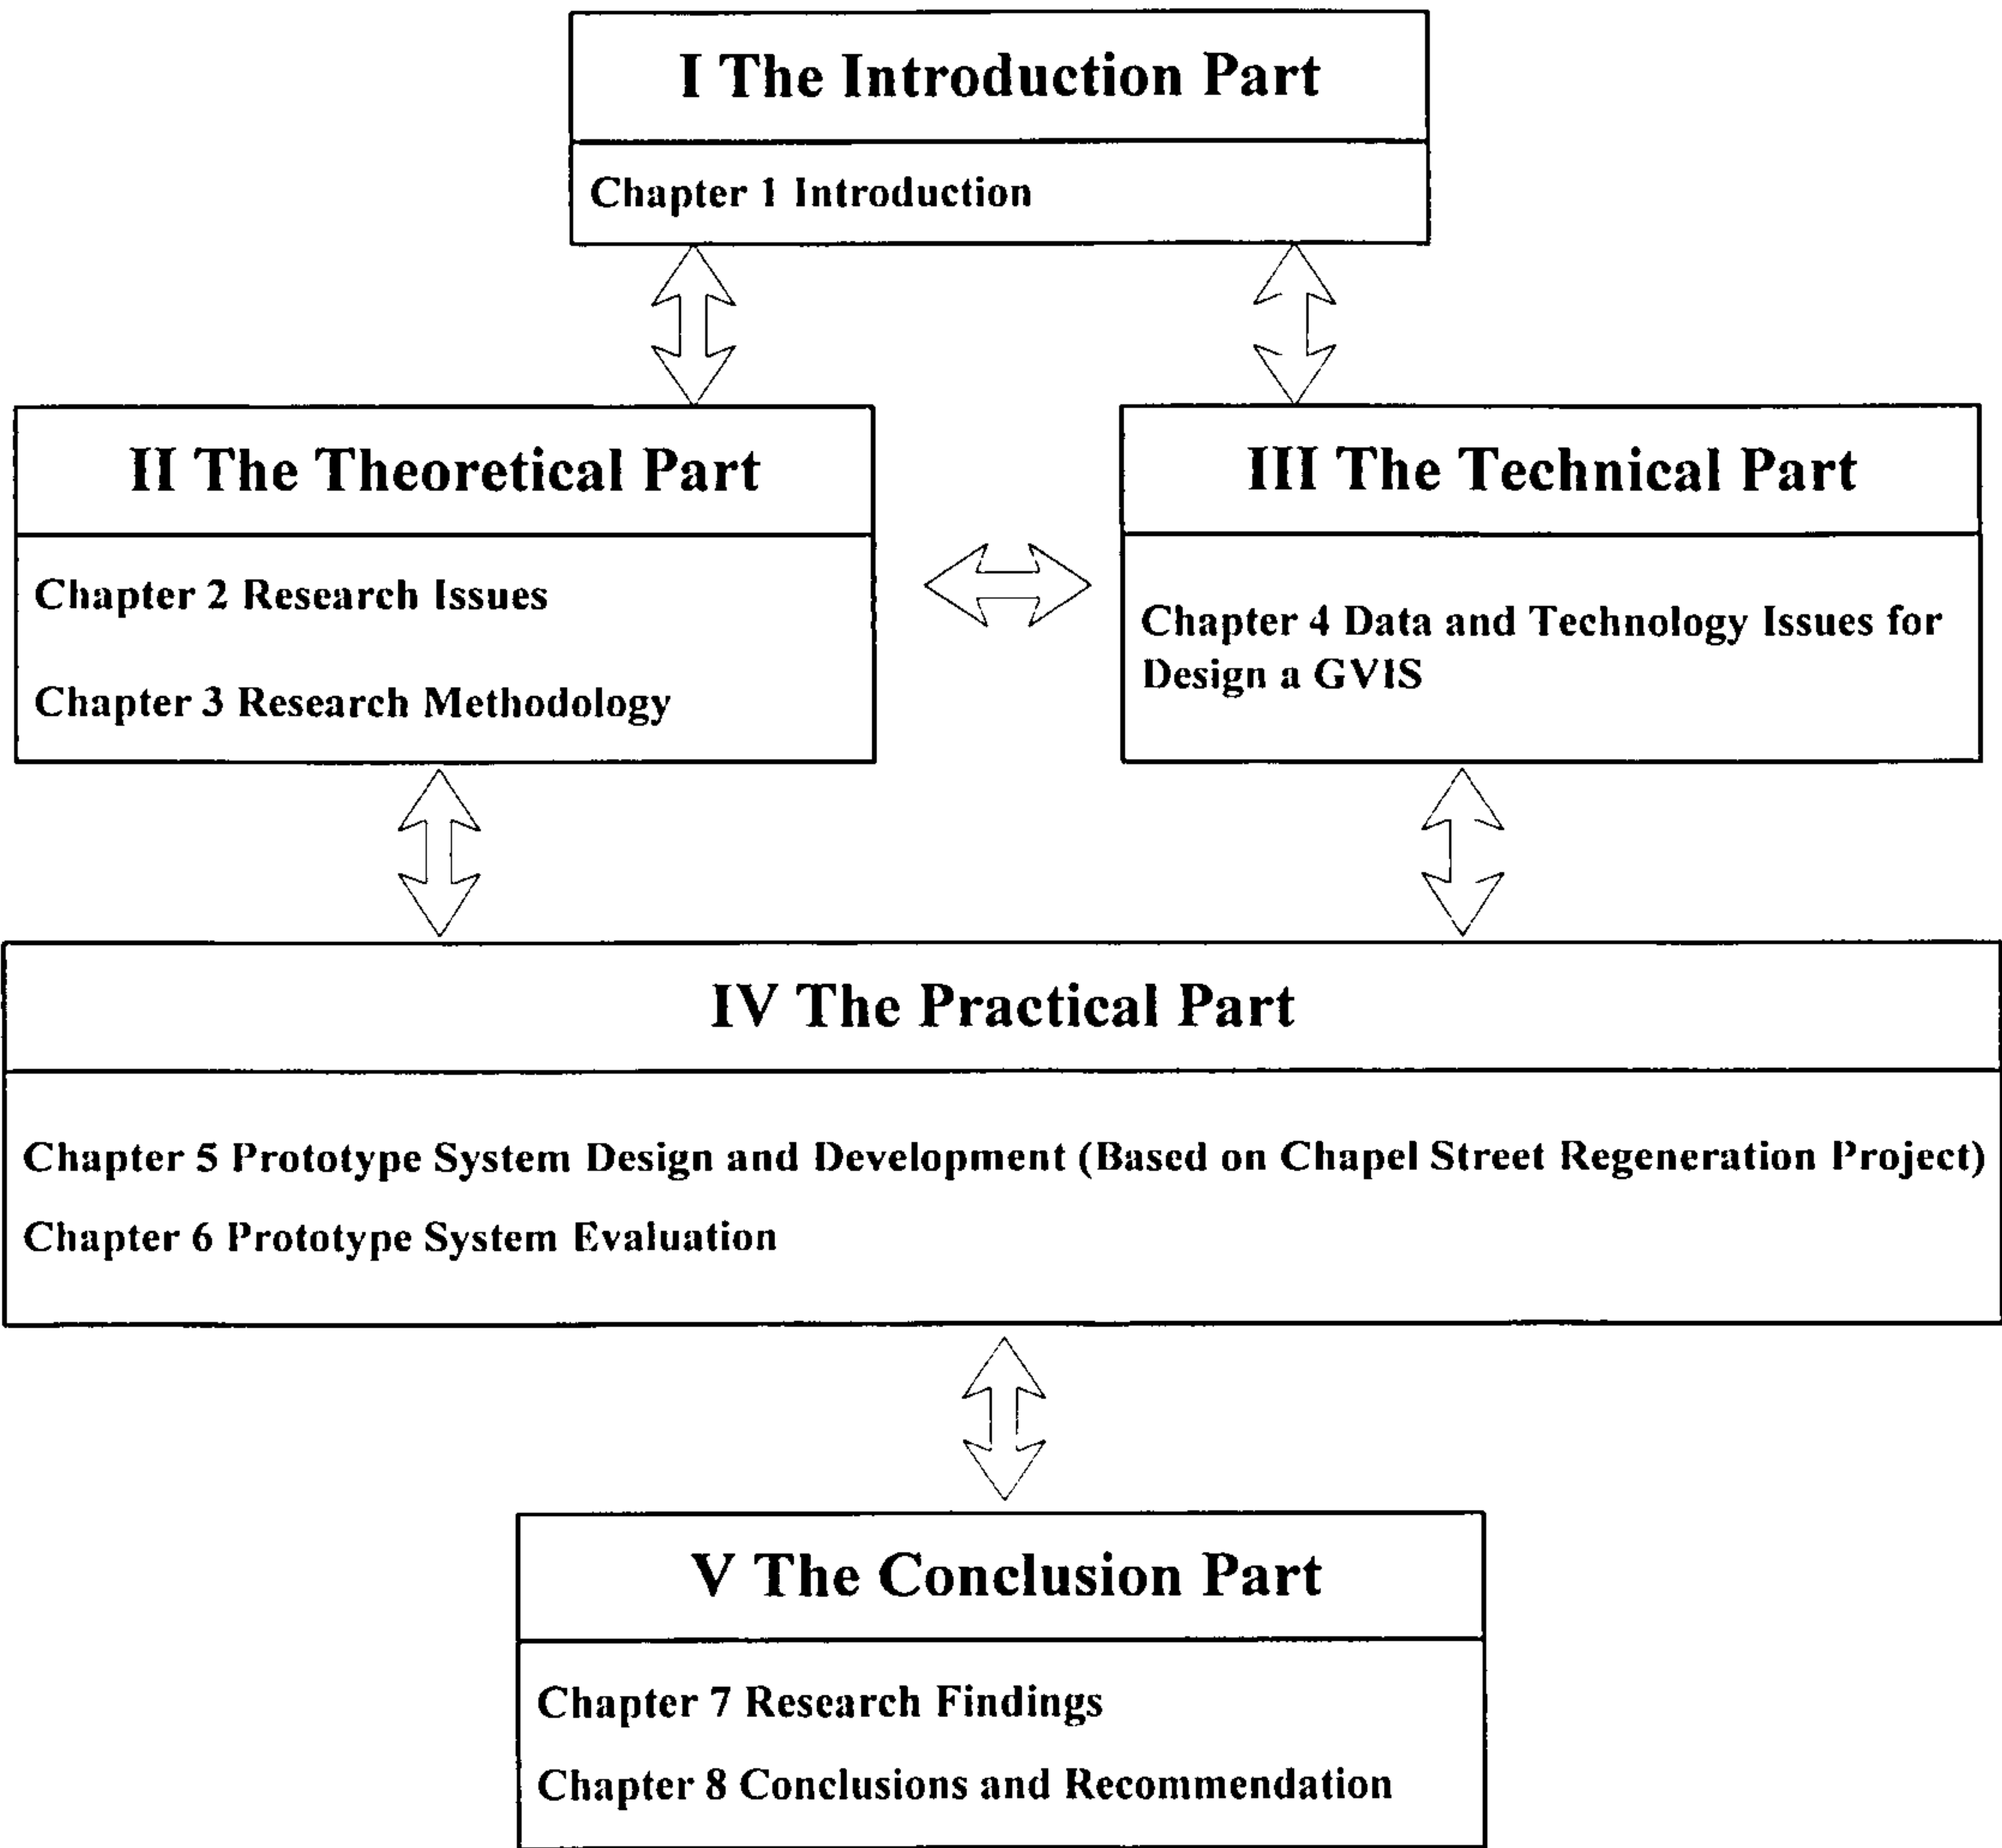 I The Introduction Part
Chapter 1 Introduction
II The Theoretical Part
Chapter 2 Research Issues
Chapter 3 Research Methodology
III The Technical Part
Chapter 4 Data and Technology Issues for
Design a GVIS
IV The Practical Part
Chapter 5 Prototype System Design and Development (Based on Chapel Street Regeneration Project)
Chapter 6 Prototype System Evaluation
V The Conclusion Part
Chapter 7 Research Findings
Chapter 8 Conclusions and Recommendation